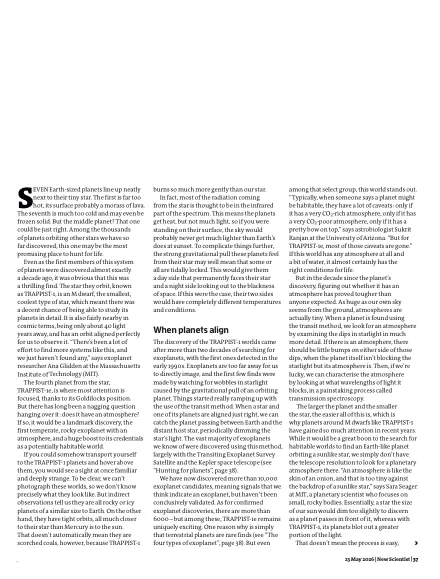 SEVEN Earth-sized planets line up neatly
next to their tiny star. The first is far too
hot, its surface probably a morass of lava.
The seventh is much too cold and may even be
frozen solid. But the middle planet? That one
could be just right. Among the thousands
of planets orbiting other stars we have so
far discovered, this one may be the most
promising place to hunt for life.
Even as the first members of this system
of planets were discovered almost exactly
a decade ago, it was obvious that this was
a thrilling find. The star they orbit, known
as TRAPPIST-1, is an M dwarf, the smallest,
coolest type of star, which meant there was
a decent chance of being able to study its
planets in detail. It is also fairly nearby in
cosmic terms, being only about 40 light
years away, and has an orbit aligned perfectly
for us to observe it. "There's been a lot of
effort to find more systems like this, and
we just haven't found any," says exoplanet
researcher Ana Glidden at the Massachusetts
Institute of Technology (MIT).
The fourth planet from the star,
TRAPPIST-1e, is where most attention is
focused, thanks to its Goldilocks position.
But there has long been a nagging question
hanging over it: does it have an atmosphere?
If so, it would be a landmark discovery, the
first temperate, rocky exoplanet with an
atmosphere, and a huge boost to its credentials
as a potentially habitable world.
If you could somehow transport yourself
to the TRAPPIST-1 planets and hover above
them, you would see a sight at once familiar
and deeply strange. To be clear, we can't
photograph these worlds, so we don't know
precisely what they look like. But indirect
observations tell us they are all rocky or icy
planets of a similar size to Earth. On the other
hand, they have tight orbits, all much closer
to their star than Mercury is to the sun.
That doesn't automatically mean they are
scorched coals, however, because TRAPPIST-1
burns so much more gently than our star.
In fact, most of the radiation coming
from the star is thought to be in the infrared
part of the spectrum. This means the planets
get heat, but not much light, so if you were
standing on their surface, the sky would
probably never get much lighter than Earth's
does at sunset. To complicate things further,
the strong gravitational pull these planets feel
from their star may well mean that some or
all are tidally locked. This would give them
a day side that permanently faces their star
and a night side looking out to the blackness
of space. If this were the case, their two sides
would have completely different temperatures
and conditions.
When planets align
The discovery of the TRAPPIST-1 worlds came
after more than two decades of searching for
exoplanets, with the first ones detected in the
early 1990s. Exoplanets are too far away for us
to directly image, and the first few finds were
made by watching for wobbles in starlight
caused by the gravitational pull of an orbiting
planet. Things started really ramping up with
the use of the transit method. When a star and
one of its planets are aligned just right, we can
catch the planet passing between Earth and the
distant host star, periodically dimming the
star's light. The vast majority of exoplanets
we know of were discovered using this method,
largely with the Transiting Exoplanet Survey
Satellite and the Kepler space telescope (see
"Hunting for planets", page 38).
We have now discovered more than 10,000
exoplanet candidates, meaning signals that we
think indicate an exoplanet, but haven't been
conclusively validated. As for confirmed
exoplanet discoveries, there are more than
6000 – but among these, TRAPPIST-1e remains
uniquely exciting. One reason why is simply
that terrestrial planets are rare finds (see "The
four types of exoplanet", page 38). But even
among that select group, this world stands out.
"Typically, when someone says a planet might
be habitable, they have a lot of caveats: only if
it has a very CO₂-rich atmosphere, only if it has
a very CO₂-poor atmosphere, only if it has a
pretty bow on top," says astrobiologist Sukrit
Ranjan at the University of Arizona. "But for
TRAPPIST-1e, most of those caveats are gone."
If this world has any atmosphere at all and
a bit of water, it almost certainly has the
right conditions for life.
But in the decade since the planet's
discovery, figuring out whether it has an
atmosphere has proved tougher than
anyone expected. As huge as our own sky
seems from the ground, atmospheres are
actually tiny. When a planet is found using
the transit method, we look for an atmosphere
by examining the dips in starlight in much
more detail. If there is an atmosphere, there
should be little bumps on either side of those
dips, when the planet itself isn't blocking the
starlight but its atmosphere is. Then, if we're
lucky, we can characterise the atmosphere
by looking at what wavelengths of light it
blocks, in a painstaking process called
transmission spectroscopy.
The larger the planet and the smaller
the star, the easier all of this is, which is
why planets around M dwarfs like TRAPPIST-1
have gained so much attention in recent years.
While it would be a great boon to the search for
habitable worlds to find an Earth-like planet
orbiting a sunlike star, we simply don't have
the telescope resolution to look for a planetary
atmosphere there. "An atmosphere is like the
skin of an onion, and that is too tiny against
the backdrop of a sunlike star," says Sara Seager
at MIT, a planetary scientist who focuses on
small, rocky bodies. Essentially, a star the size
of our sun would dim too slightly to discern
as a planet passes in front of it, whereas with
TRAPPIST-1, its planets blot out a greater
portion of the light.
That doesn't mean the process is easy,
23 May 2026 | New Scientist | 37